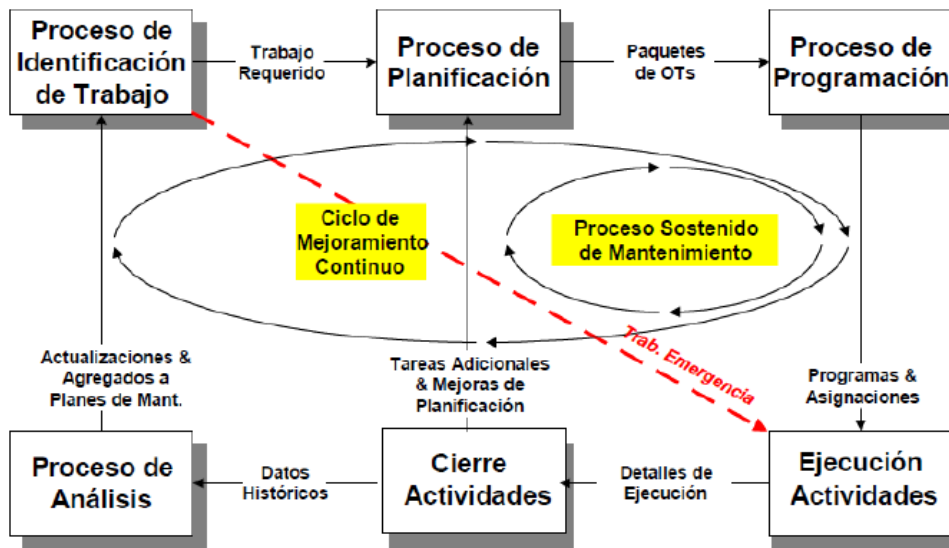 Proceso de
Identificación
de Trabajo
Trabajo
Requerido
Proceso de
Planificación
Paquetes
de OTs
Proceso de
Programación
Ciclo de
Mejoramiento
Continuo
Proceso Sostenido
de Mantenimiento
Trab. Emergencia
Actualizaciones &
Agregados a
Planes de Mant.
Tareas Adicionales
& Mejoras de
Planificación
Programas &
Asignaciones
Proceso de
Análisis
Datos
Históricos
Cierre
Actividades
Detalles de
Ejecución
Ejecución
Actividades